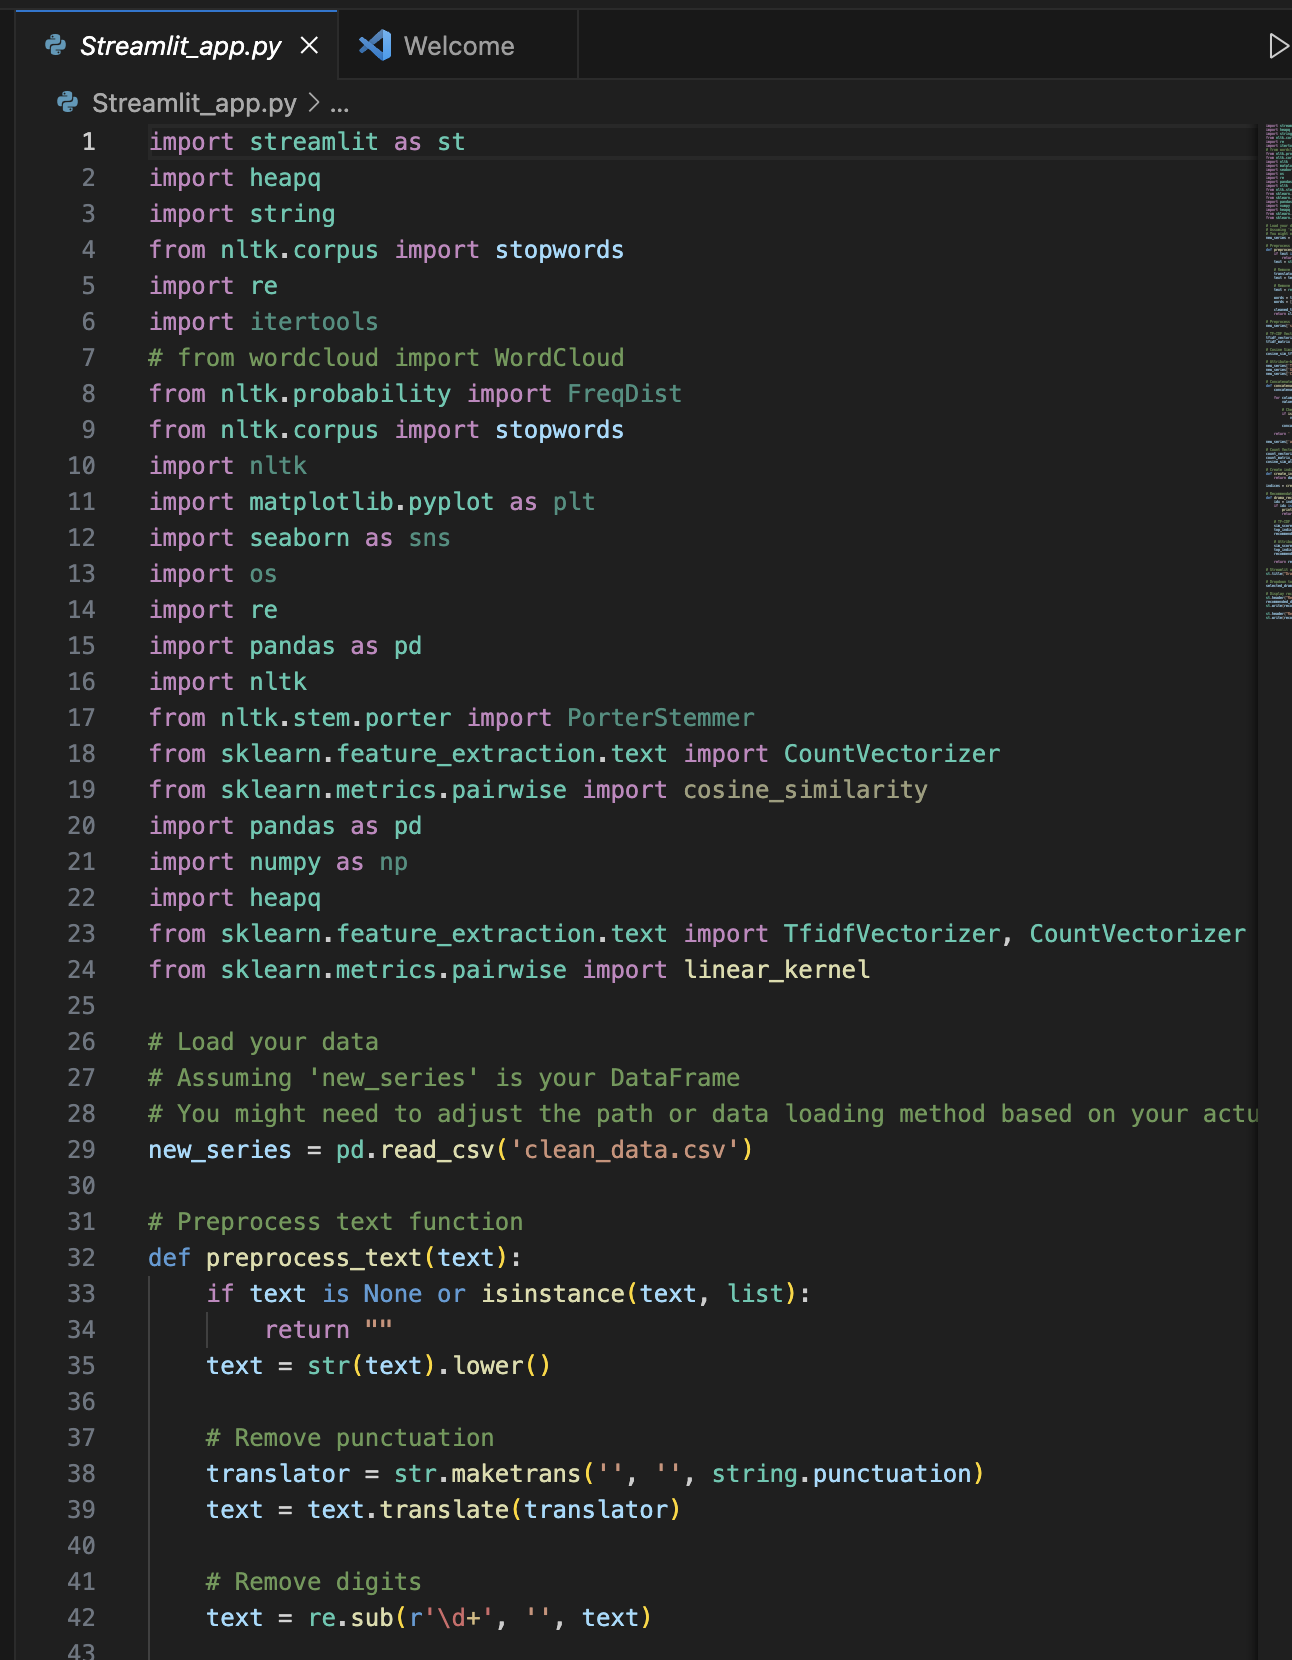 Streamlit_app.py
Welcome
Streamlit_app.py > ...
1 import streamlit as st
2 import heapq
3 import string
4 from nltk.corpus import stopwords
5 import re
6 import itertools
7 # from wordcloud import WordCloud
8 from nltk.probability import FreqDist
9 from nltk.corpus import stopwords
10 import nltk
11 import matplotlib.pyplot as plt
12 import seaborn as sns
13 import os
14 import re
15 import pandas as pd
16 import nltk
17 from nltk.stem.porter import PorterStemmer
18 from sklearn.feature_extraction.text import CountVectorizer
19 from sklearn.metrics.pairwise import cosine_similarity
20 import pandas as pd
21 import numpy as np
22 import heapq
23 from sklearn.feature_extraction.text import TfidfVectorizer, CountVectorizer
24 from sklearn.metrics.pairwise import linear_kernel
25
26 # Load your data
27 # Assuming 'new_series' is your DataFrame
28 # You might need to adjust the path or data loading method based on your actu
29 new_series = pd.read_csv('clean_data.csv')
30
31 # Preprocess text function
32 def preprocess_text(text):
33     if text is None or isinstance(text, list):
34         return ""
35     text = str(text).lower()
36
37     # Remove punctuation
38     translator = str.maketrans('', '', string.punctuation)
39     text = text.translate(translator)
40
41     # Remove digits
42     text = re.sub(r'\d+', '', text)
43